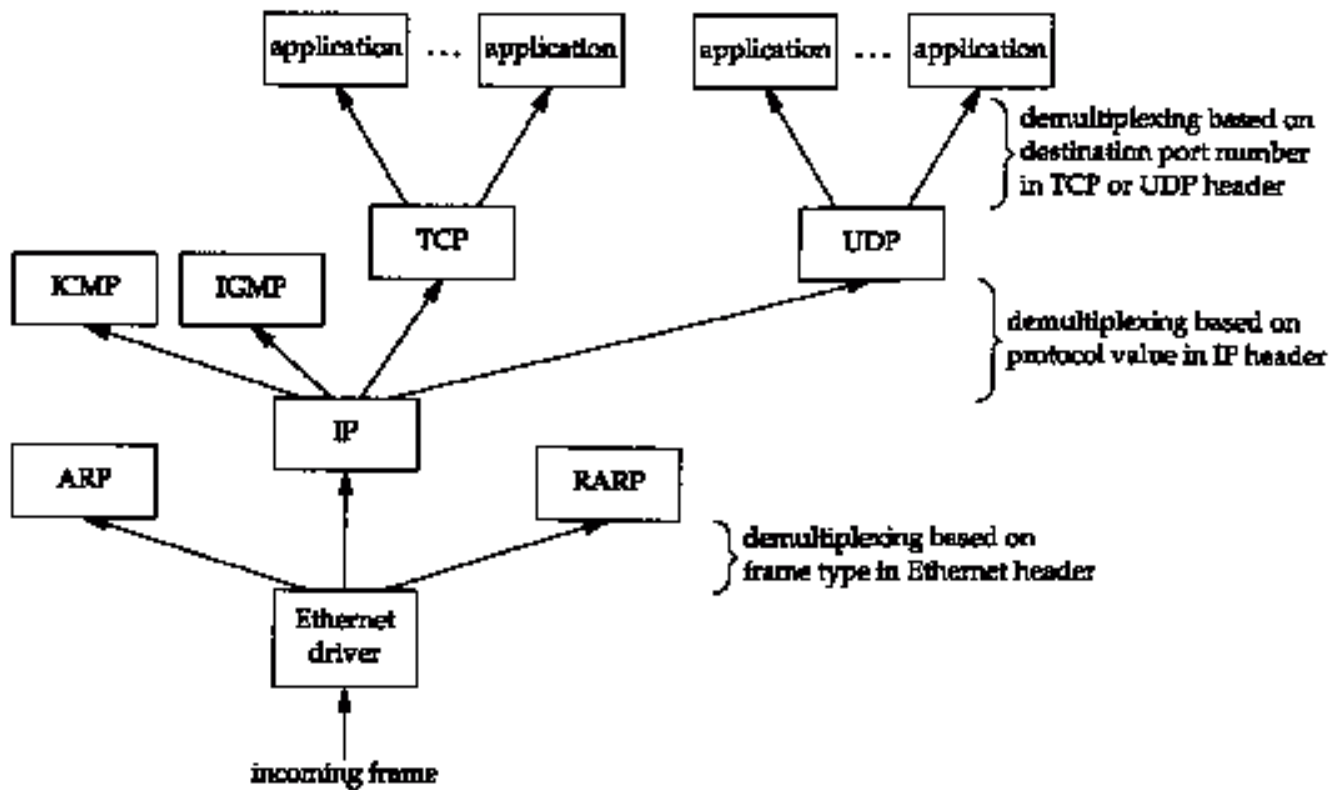 application ... application
application ... application
demultiplexing based on
destination port number
in TCP or UDP header
TCP
UDP
ICMP
IGMP
demultiplexing based on
protocol value in IP header
IP
ARP
RARP
demultiplexing based on
frame type in Ethernet header
Ethernet
driver
incoming frame